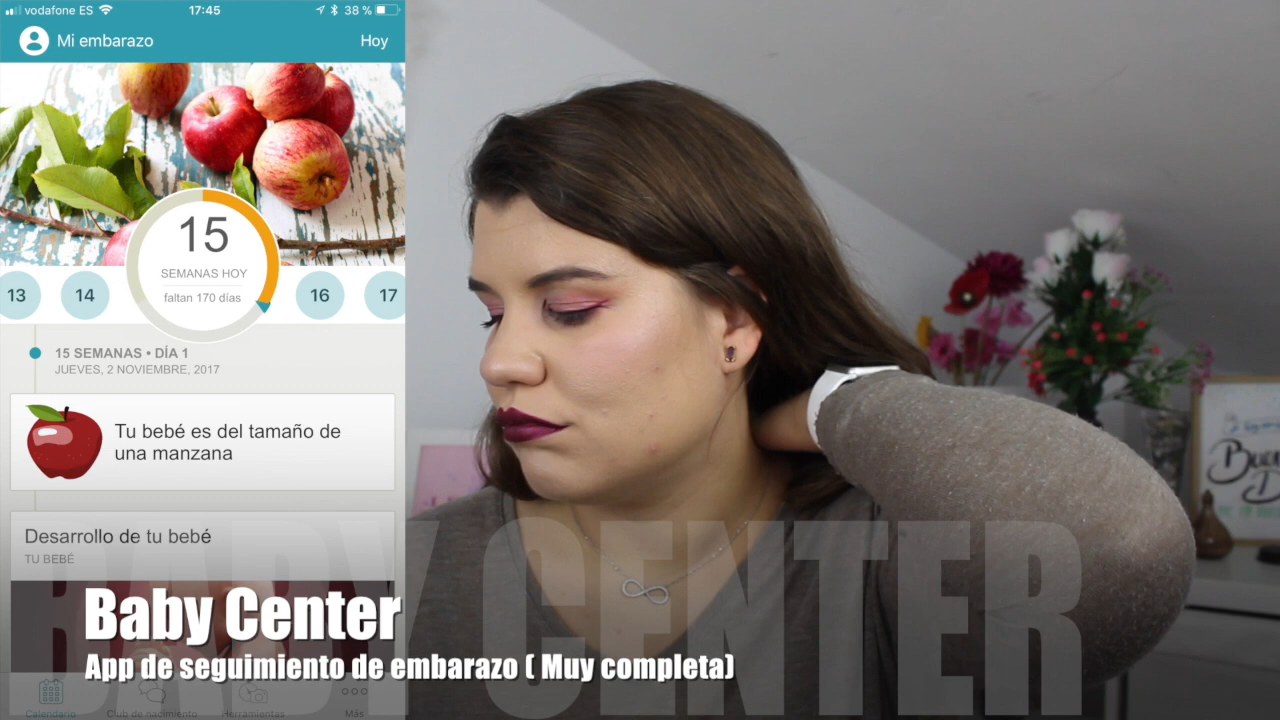 vodafone ES
17:45
38 %
Mi embarazo
Hoy
15
SEMANAS HOY
faltan 170 días
13
14
16
17
15 SEMANAS • DÍA 1
JUEVES, 2 NOVIEMBRE, 2017
Tu bebé es del tamaño de
una manzana
Desarrollo de tu bebé
TU BEBÉ
BABY CENTER
Baby Center
App de seguimiento de embarazo ( Muy completa)
Calendario
Club de nacimiento
Herramientas
Más